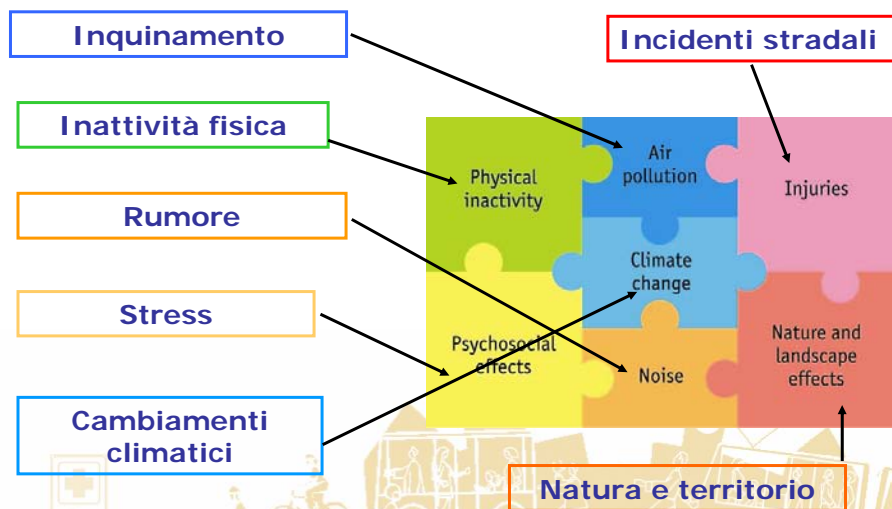 Inquinamento
Incidenti stradali
Inattività fisica
Rumore
Stress
Cambiamenti
climatici
Natura e territorio
Physical
inactivity
Air
pollution
Injuries
Climate
change
Psychosocial
effects
Noise
Nature and
landscape
effects